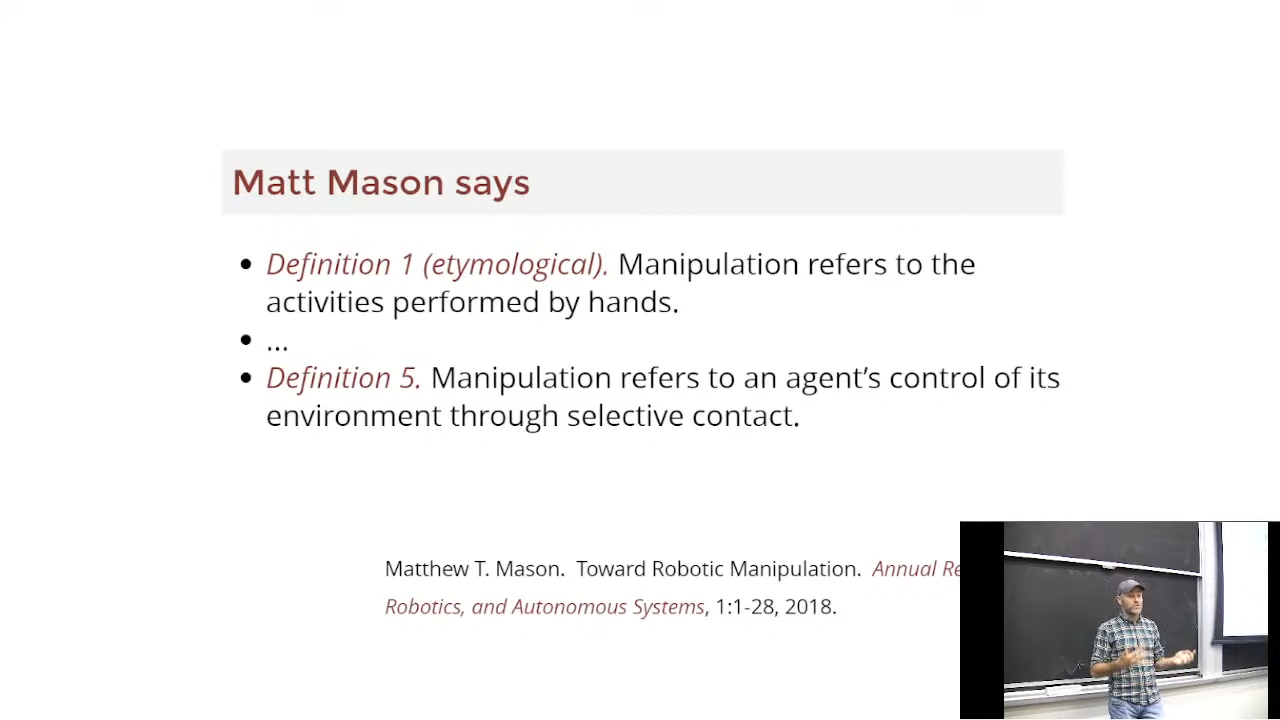 Matt Mason says
• Definition 1 (etymological). Manipulation refers to the
activities performed by hands.
• ...
• Definition 5. Manipulation refers to an agent’s control of its
environment through selective contact.
Matthew T. Mason. Toward Robotic Manipulation. Annual
Robotics, and Autonomous Systems, 1:1-28, 2018.